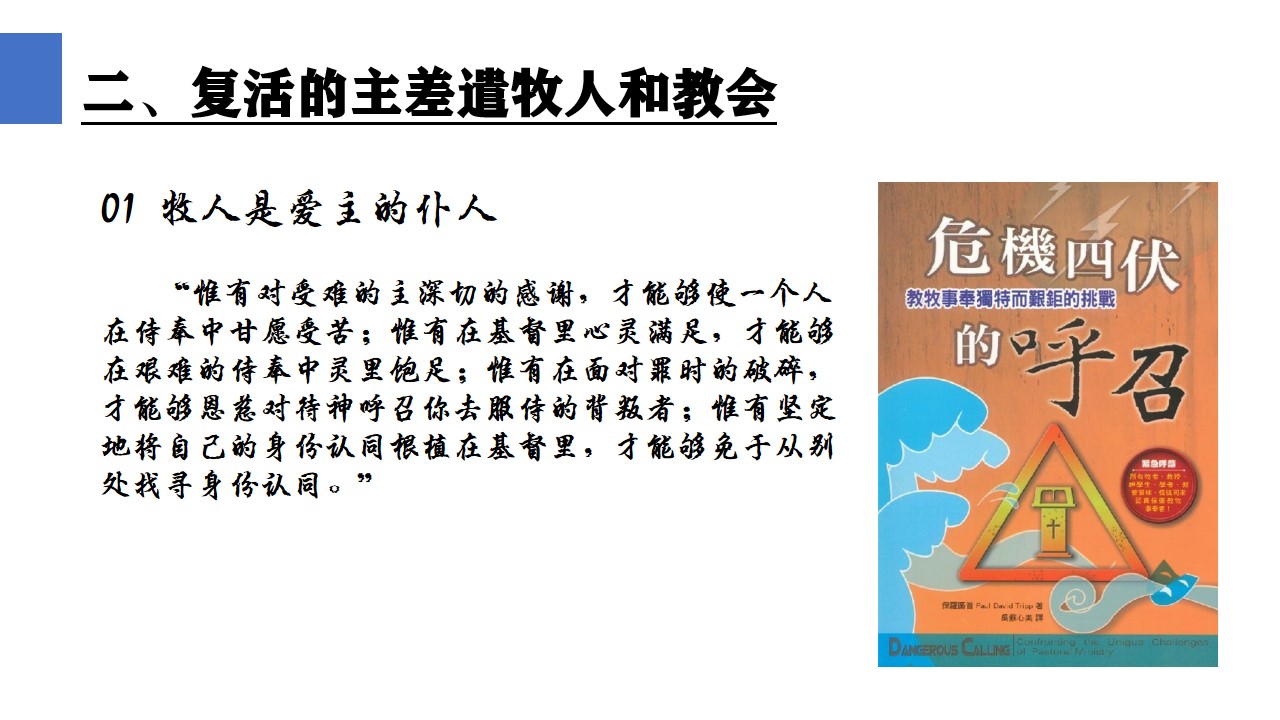 二、复活的主差遣牧人和教会
01 牧人是爱主的仆人
“惟有对受难的主深切的感谢，才能够使一个人
在侍奉中甘愿受苦；惟有在基督里心灵满足，才能够
在艰难的侍奉中灵里饱足；惟有在面对罪时的破碎，
才能够恩慈对待神呼召你去服侍的背叛者；惟有坚定
地将自己的身份认同根植在基督里，才能够免于从别
处找寻身份认同。”
危機四伏
教牧事奉獨特而艱鉅的挑戰
的呼召
緊急呼籲
保羅區普 Paul David Tripp 著
長蘇心美 譯
DANGEROUS CALLING
Confronting the Unique Challenges
of Pastoral Ministry